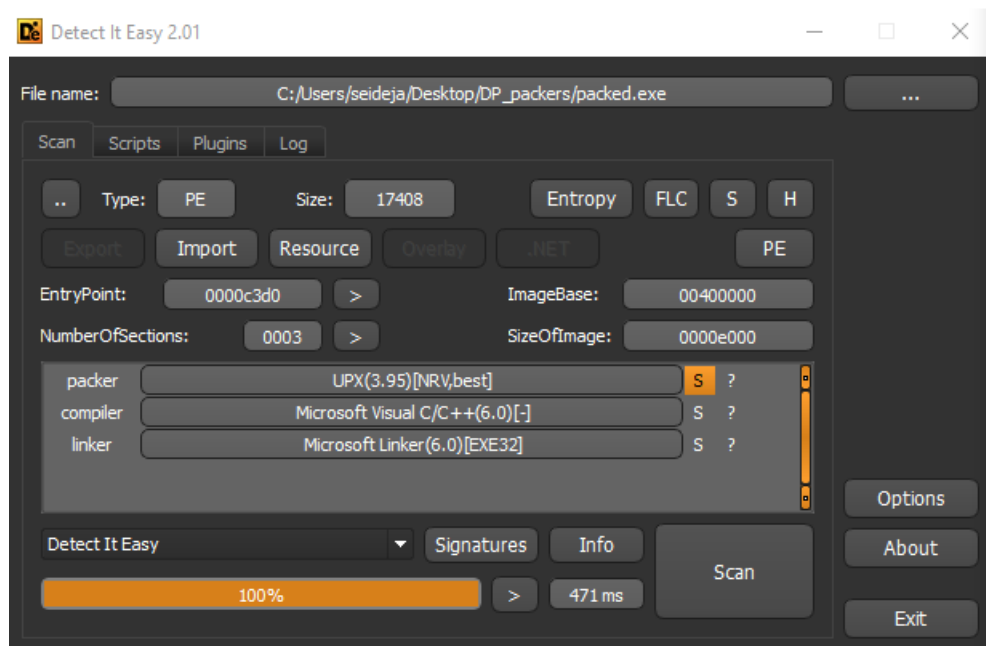 Detect It Easy 2.01
File name: C:/Users/seideja/Desktop/DP_packers/packed.exe ...
Scan Scripts Plugins Log
.. Type: PE Size: 17408 Entropy FLC S H
Export Import Resource Overlay .NET PE
EntryPoint: 0000c3d0 > ImageBase: 00400000
NumberOfSections: 0003 > SizeOfImage: 0000e000
packer UPX(3.95)[NRV,best] S ?
compiler Microsoft Visual C/C++(6.0)[-] S ?
linker Microsoft Linker(6.0)[EXE32] S ?
Options
Detect It Easy Signatures Info Scan About
100% > 471 ms
Exit